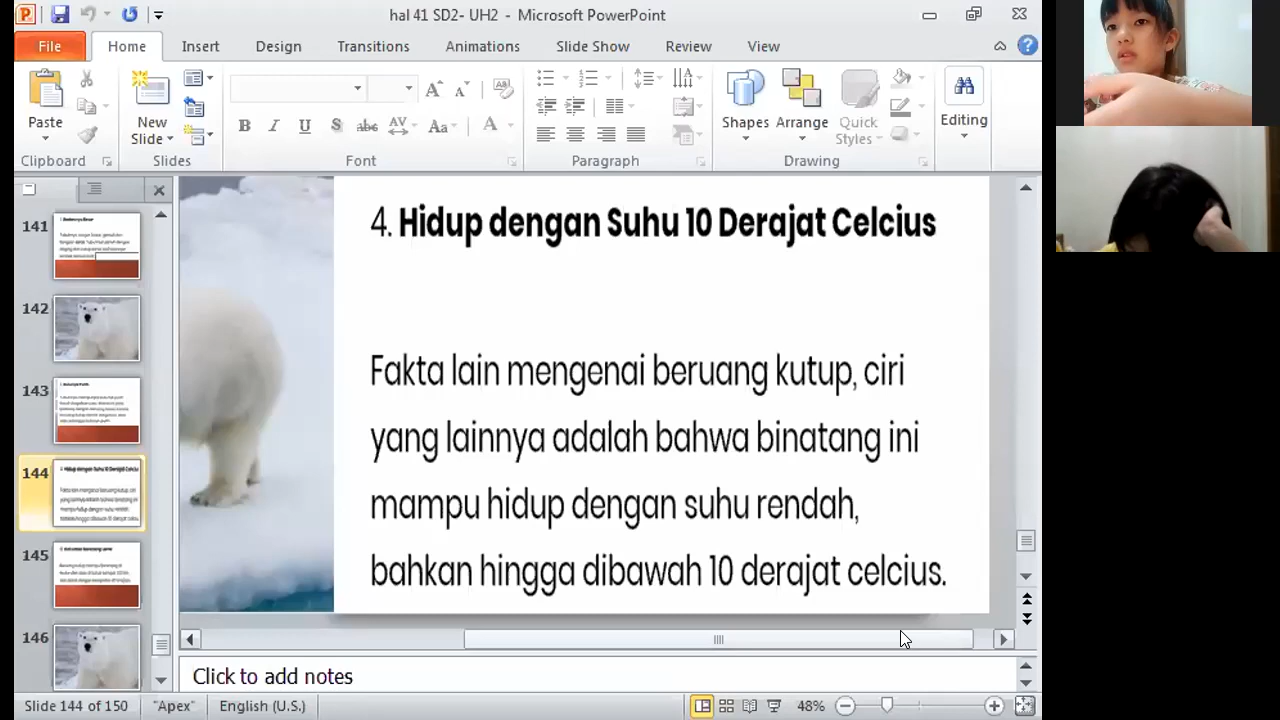 hal 41 SD2- UH2 - Microsoft PowerPoint
File Home Insert Design Transitions Animations Slide Show Review View
Paste
New
Slide
Shapes Arrange Quick
Styles
Editing
Clipboard Slides Font Paragraph Drawing
141
142
143
144
145
146
4. Hidup dengan Suhu 10 Derajat Celcius
Fakta lain mengenai beruang kutup, ciri
yang lainnya adalah bahwa binatang ini
mampu hidup dengan suhu rendah,
bahkan hingga dibawah 10 derajat celcius.
Click to add notes
Slide 144 of 150 "Apex" English (U.S.) 48%